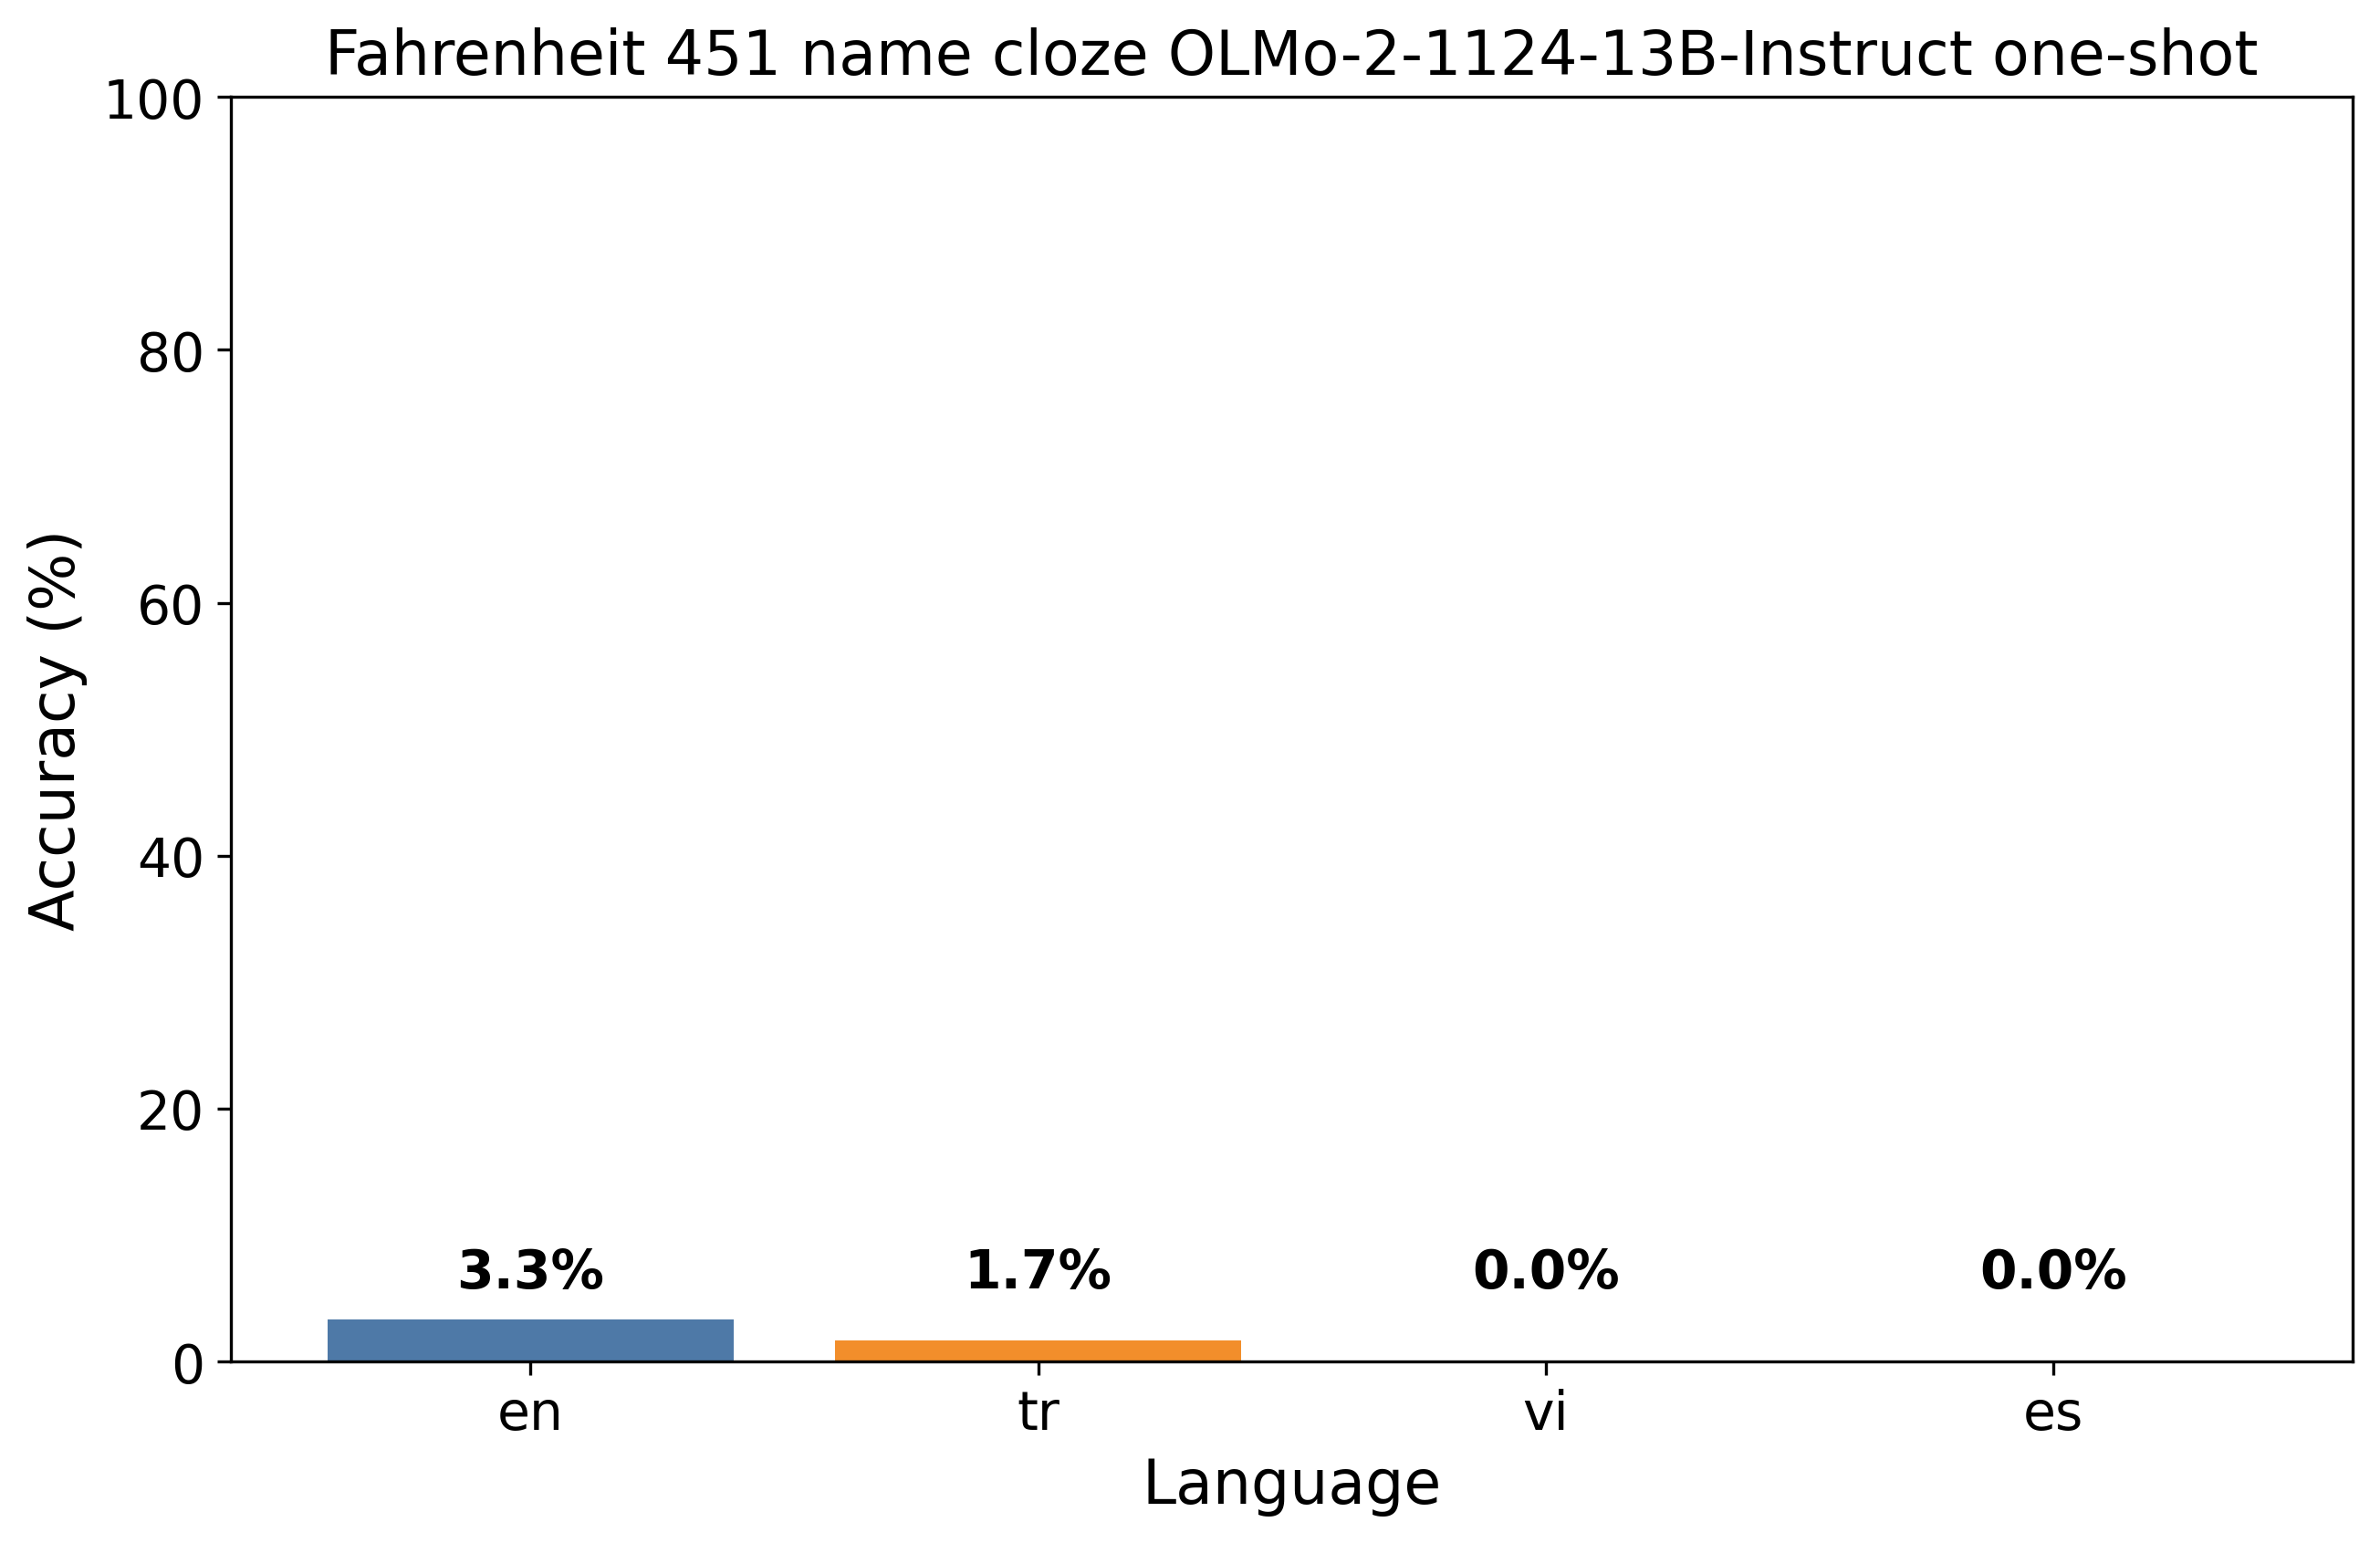 Fahrenheit 451 name cloze OLMo-2-1124-13B-Instruct one-shot
Accuracy (%)
100
80
60
40
20
0
3.3%
1.7%
0.0%
0.0%
en
tr
vi
es
Language